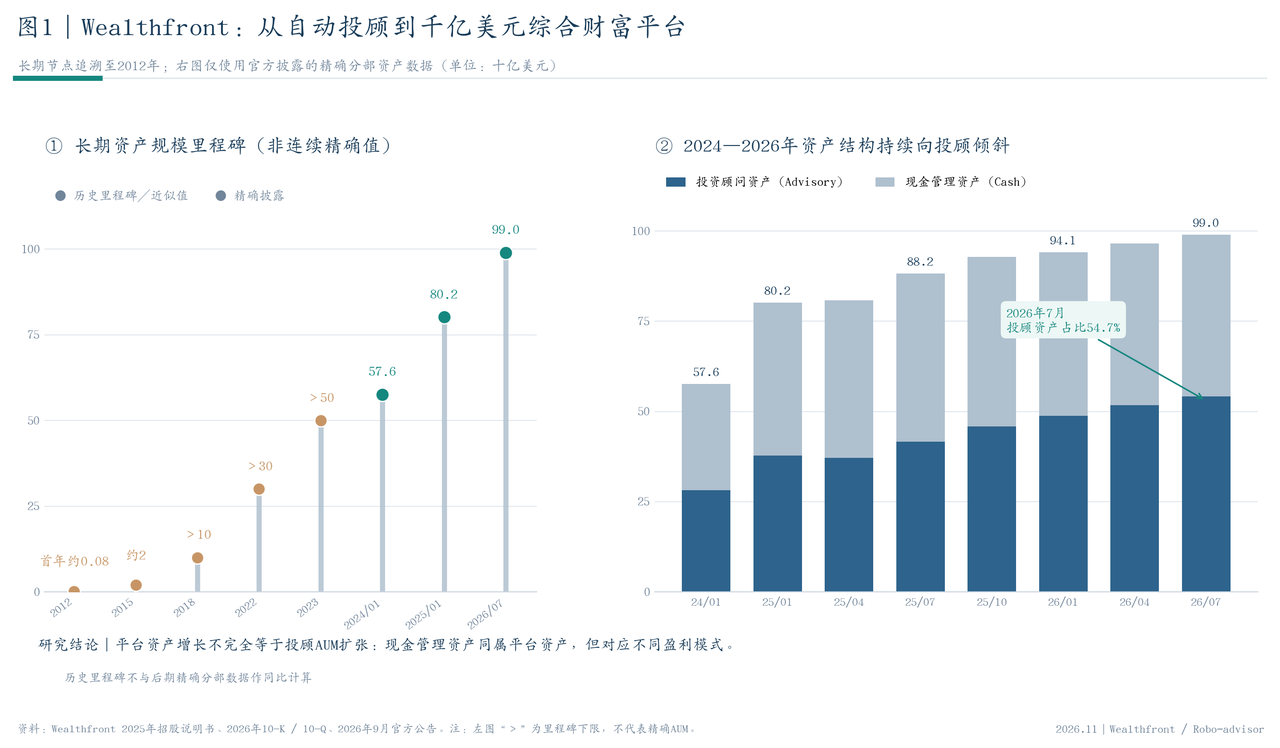 图1｜Wealthfront：从自动投顾到千亿美元综合财富平台
长期节点追溯至2012年；右图仅使用官方披露的精确分部资产数据（单位：十亿美元）
① 长期资产规模里程碑（非连续精确值）
历史里程碑／近似值
精确披露
100
75
50
25
0
首年约0.08
约2
>10
>30
>50
57.6
80.2
99.0
2012
2015
2018
2022
2023
2024/01
2025/01
2026/07
② 2024—2026年资产结构持续向投顾倾斜
投资顾问资产（Advisory）
现金管理资产（Cash）
100
75
50
25
0
57.6
80.2
88.2
94.1
99.0
2026年7月
投顾资产占比54.7%
24/01
25/01
25/04
25/07
25/10
26/01
26/04
26/07
研究结论｜平台资产增长不完全等于投顾AUM扩张：现金管理资产同属平台资产，但对应不同盈利模式。
历史里程碑不与后期精确分部数据作同比计算
资料：Wealthfront 2025年招股说明书、2026年10-K / 10-Q、2026年9月官方公告。注：左图“>”为里程碑下限，不代表精确AUM。
2026.11｜Wealthfront / Robo-advisor